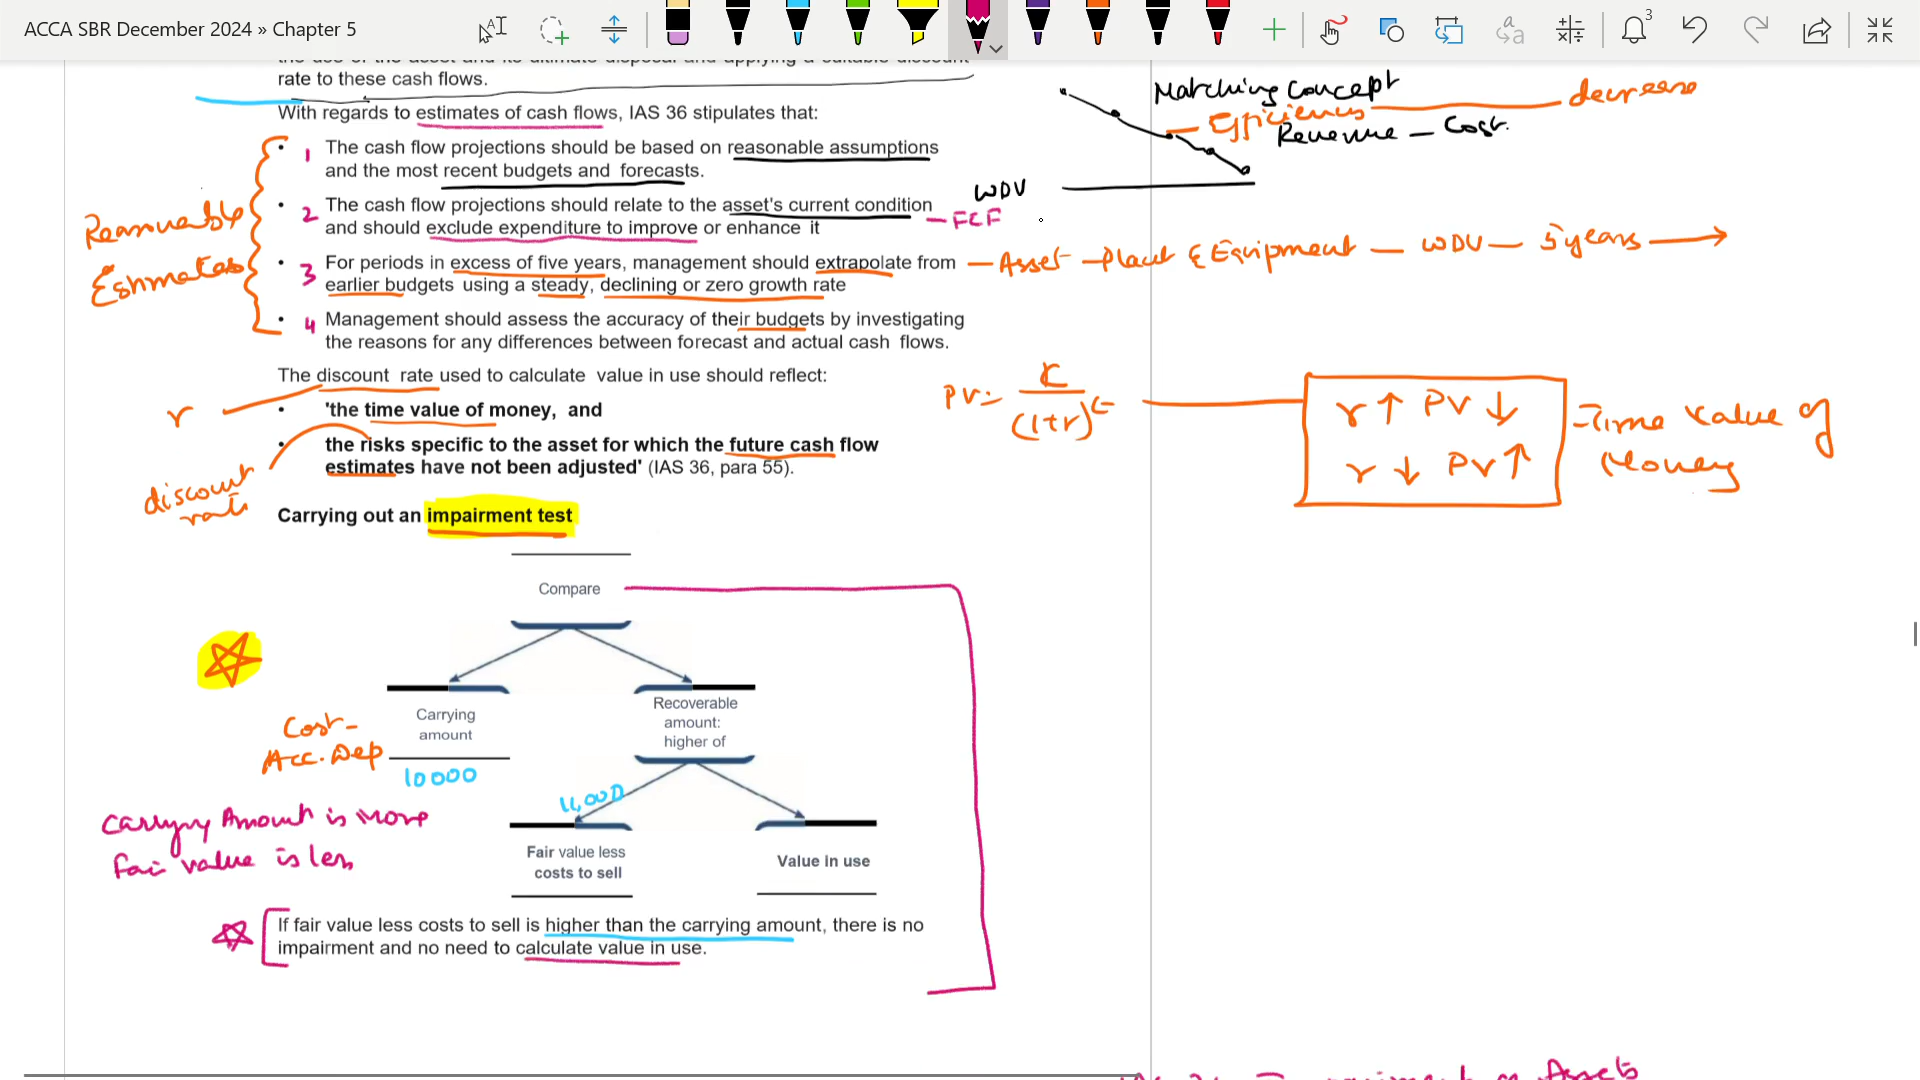 ACCA SBR December 2024 » Chapter 5
3
rate to these cash flows.
With regards to estimates of cash flows, IAS 36 stipulates that:
1 The cash flow projections should be based on reasonable assumptions
and the most recent budgets and forecasts.
2 The cash flow projections should relate to the asset's current condition
and should exclude expenditure to improve or enhance it
3 For periods in excess of five years, management should extrapolate from
earlier budgets using a steady, declining or zero growth rate
4 Management should assess the accuracy of their budgets by investigating
the reasons for any differences between forecast and actual cash flows.
Reasonable
Estimates
The discount rate used to calculate value in use should reflect:
• 'the time value of money, and
• the risks specific to the asset for which the future cash flow
estimates have not been adjusted' (IAS 36, para 55).
r
discount
rate
Carrying out an impairment test
Compare
Carrying
amount
Recoverable
amount:
higher of
Cost -
Acc. Dep
10000
11,000
Carrying Amount is More
Fair value is less
Fair value less
costs to sell
Value in use
If fair value less costs to sell is higher than the carrying amount, there is no
impairment and no need to calculate value in use.
Matching Concept
- Efficiency decrease
Revenue - Cost.
WDV
- FCF
- Asset - Plant & Equipment - WDV - 5 years
PV =
(1+r)
r ↑ PV ↓
r ↓ PV ↑
- Time Value of
Money
Assets